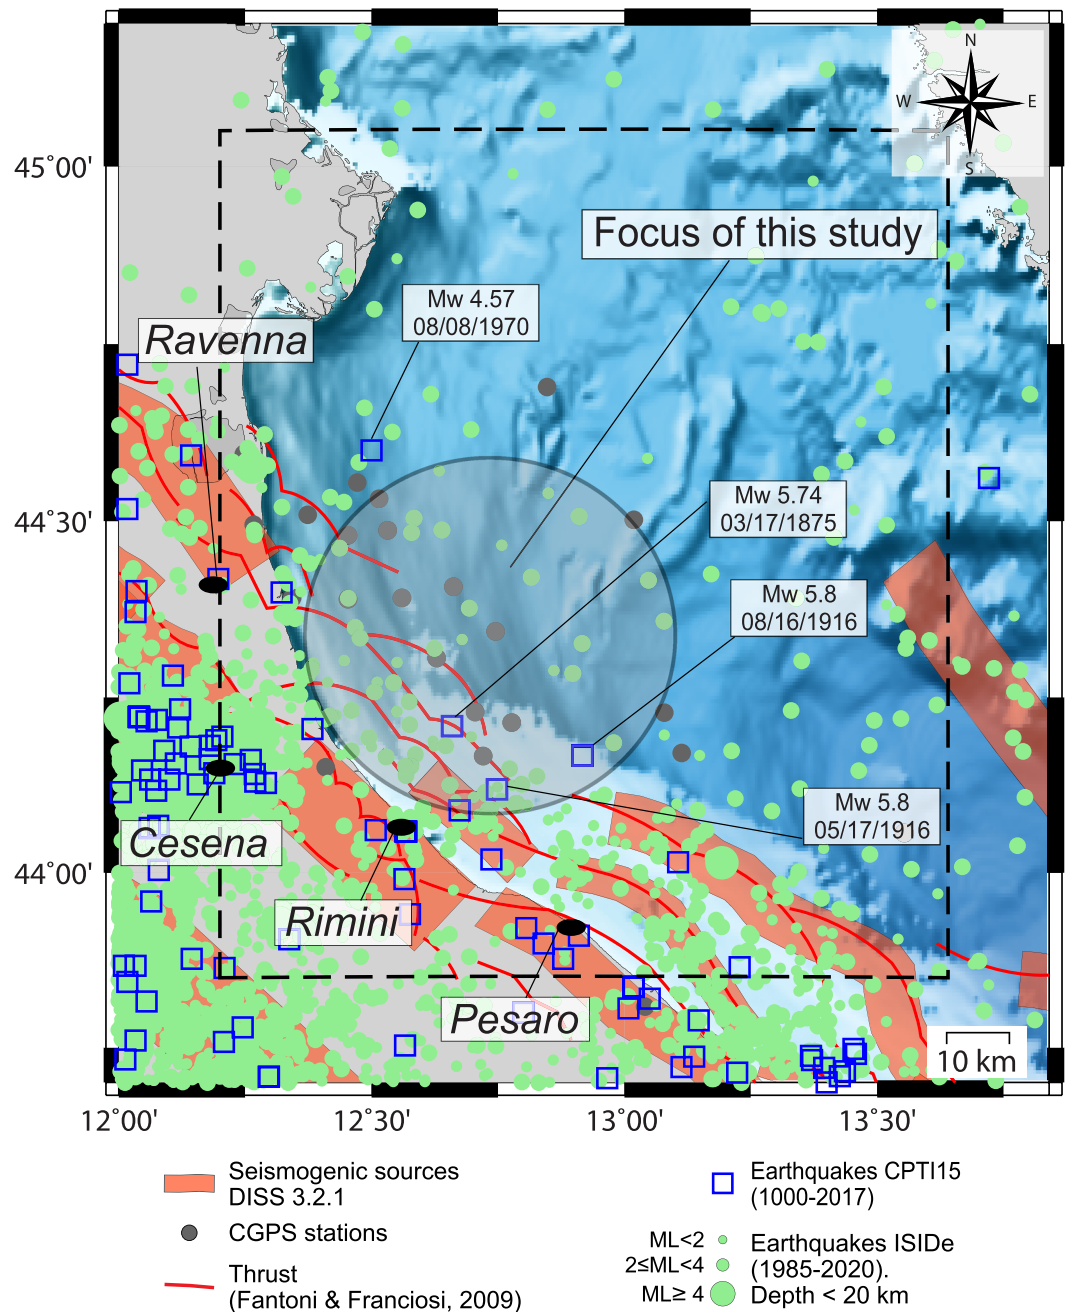 N
W
E
S
45°00'
Focus of this study
Mw 4.57
08/08/1970
Ravenna
44°30'
Mw 5.74
03/17/1875
Mw 5.8
08/16/1916
Mw 5.8
05/17/1916
Cesena
44°00'
Rimini
Pesaro
10 km
12°00'
12°30'
13°00'
13°30'
Seismogenic sources
DISS 3.2.1
CGPS stations
Thrust
(Fantoni & Franciosi, 2009)
Earthquakes CPTI15
(1000-2017)
ML<2
2≤ML<4
ML≥ 4
Earthquakes ISIDe
(1985-2020).
Depth < 20 km